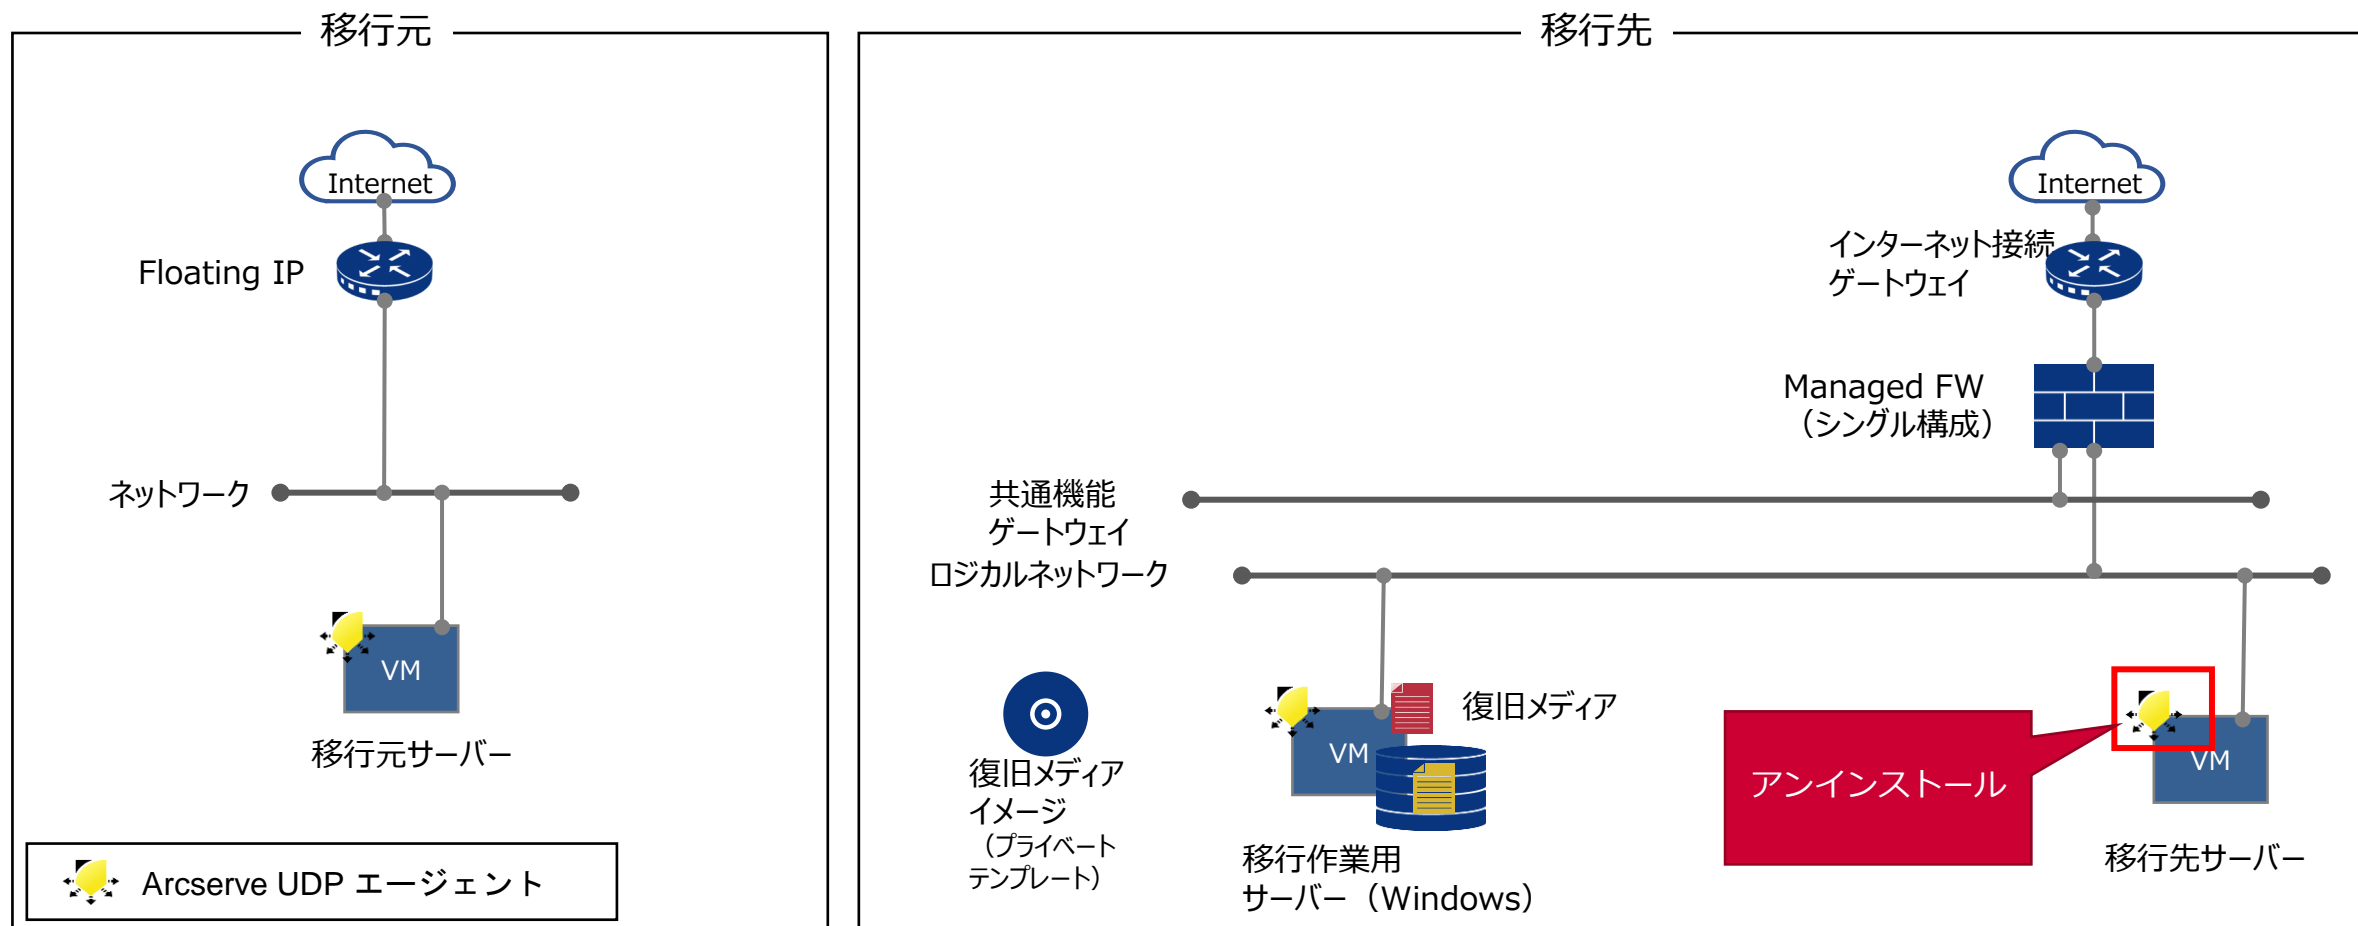 移行元
Internet
Floating IP
ネットワーク
VM
移行元サーバー
Arcserve UDP エージェント
移行先
Internet
インターネット接続
ゲートウェイ
Managed FW
（シングル構成）
共通機能
ゲートウェイ
ロジカルネットワーク
復旧メディア
イメージ
（プライベート
テンプレート）
VM
復旧メディア
移行作業用
サーバー（Windows）
アンインストール
VM
移行先サーバー